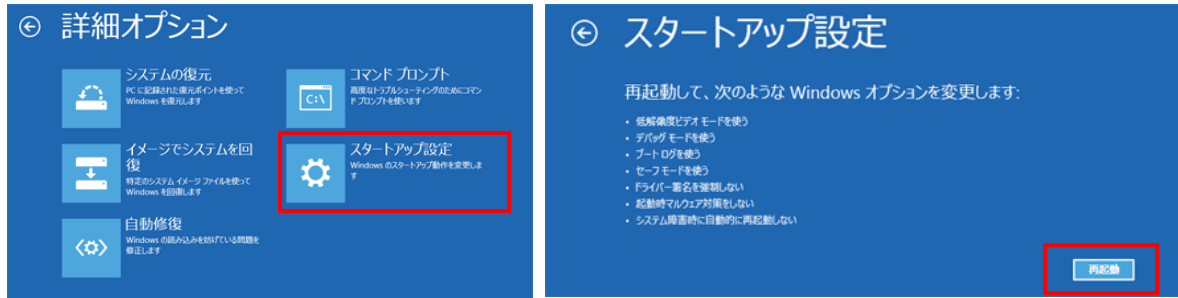 詳細オプション
システムの復元
PC に記録された復元ポイントを使って
Windows を復元します
コマンド プロンプト
高度なトラブルシューティングのためにコマン
ド プロンプトを使います
C:\
イメージでシステムを回
復
特定のシステム イメージ ファイルを使って
Windows を回復します
スタートアップ設定
Windows のスタートアップ動作を変更しま
す
自動修復
Windows の読み込みを妨げている問題を
修正します
スタートアップ設定
再起動して、次のような Windows オプションを変更します:
• 低解像度ビデオ モードを使う
• デバッグ モードを使う
• ブート ログを使う
• セーフ モードを使う
• ドライバー署名を強制しない
• 起動時マルウェア対策をしない
• システム障害時に自動的に再起動しない
再起動